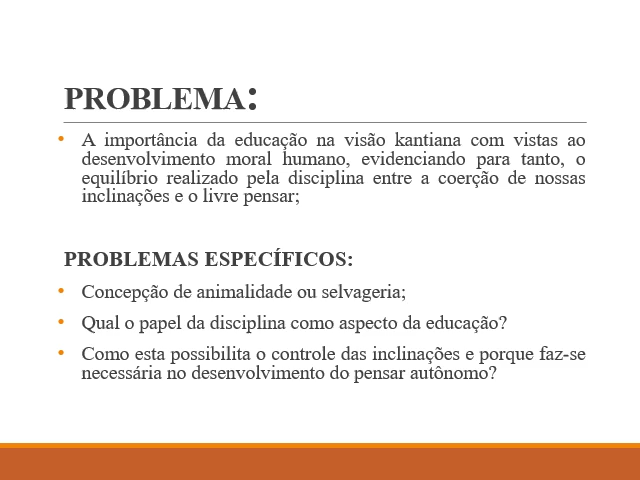 PROBLEMA:
• A importância da educação na visão kantiana com vistas ao
desenvolvimento moral humano, evidenciando para tanto, o
equilíbrio realizado pela disciplina entre a coerção de nossas
inclinações e o livre pensar;
PROBLEMAS ESPECÍFICOS:
• Concepção de animalidade ou selvageria;
• Qual o papel da disciplina como aspecto da educação?
• Como esta possibilita o controle das inclinações e porque faz-se
necessária no desenvolvimento do pensar autônomo?